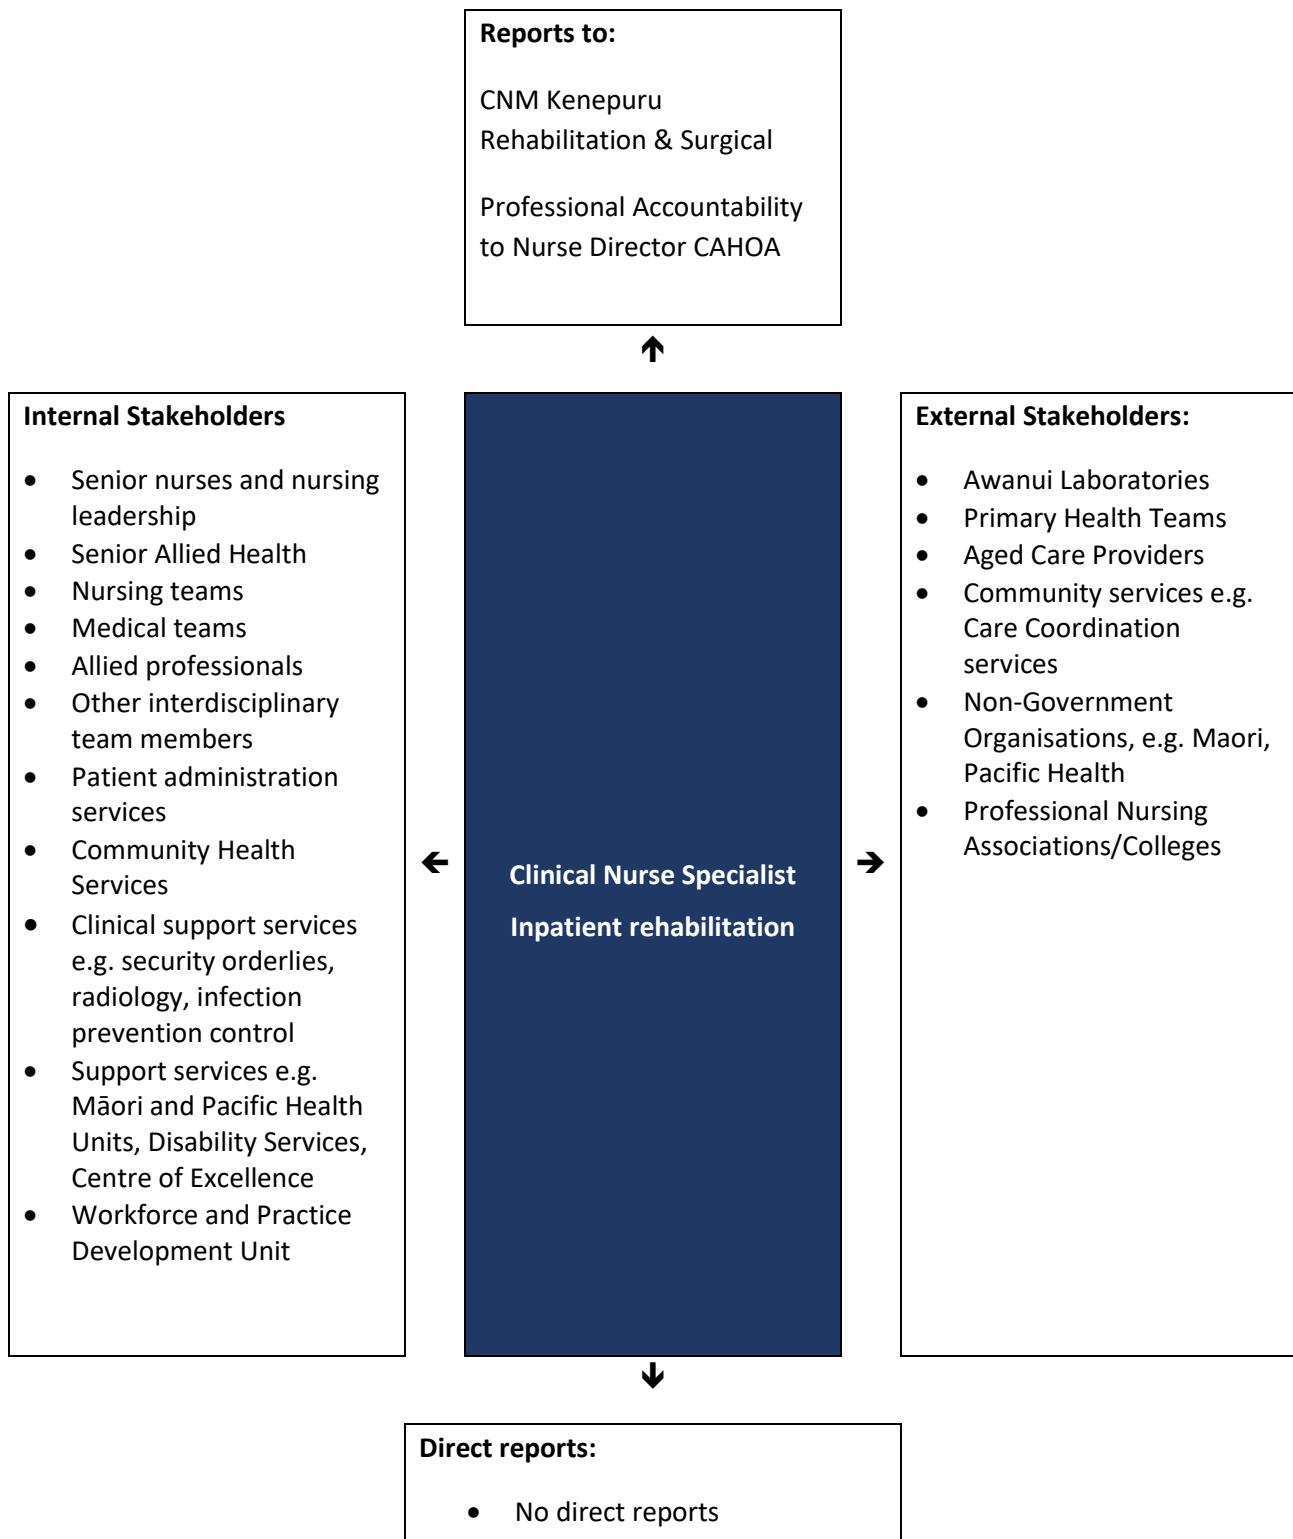 Reports to:
CNM Kenepuru
Rehabilitation & Surgical
Professional Accountability
to Nurse Director CAHOA
Internal Stakeholders
• Senior nurses and nursing
leadership
• Senior Allied Health
• Nursing teams
• Medical teams
• Allied professionals
• Other interdisciplinary
team members
• Patient administration
services
• Community Health
Services
• Clinical support services
e.g. security orderlies,
radiology, infection
prevention control
• Support services e.g.
Māori and Pacific Health
Units, Disability Services,
Centre of Excellence
• Workforce and Practice
Development Unit
Clinical Nurse Specialist
Inpatient rehabilitation
External Stakeholders:
• Awanui Laboratories
• Primary Health Teams
• Aged Care Providers
• Community services e.g.
Care Coordination
services
• Non-Government
Organisations, e.g. Maori,
Pacific Health
• Professional Nursing
Associations/Colleges
Direct reports:
• No direct reports